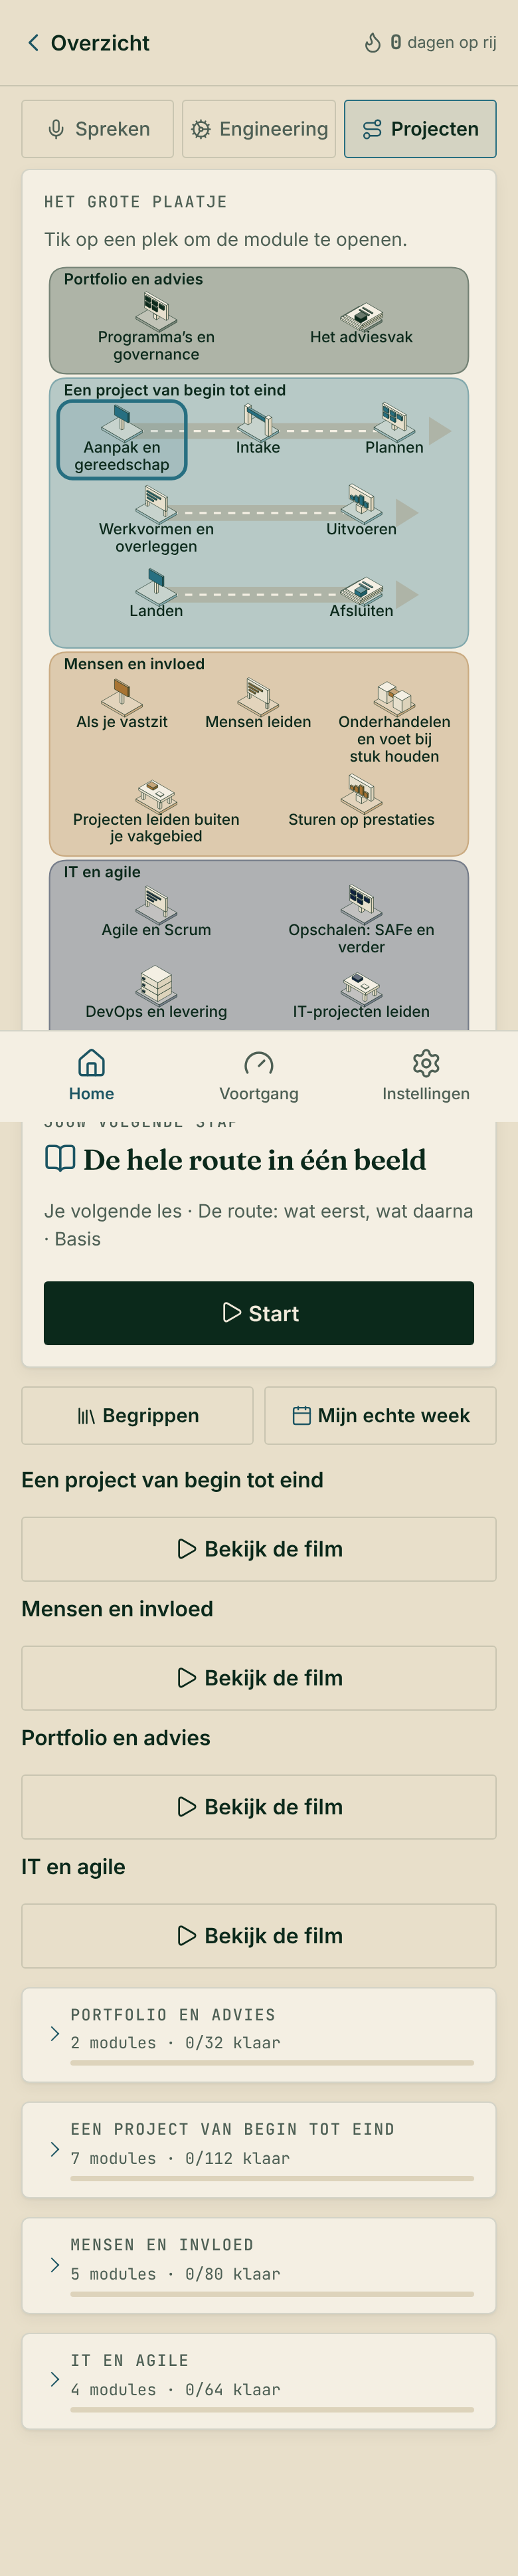 Overzicht
0 dagen op rij
Spreken
Engineering
Projecten
HET GROTE PLAATJE
Tik op een plek om de module te openen.
Portfolio en advies
Programma's en
governance
Het adviesvak
Een project van begin tot eind
Aanpak en
gereedschap
Intake
Plannen
Werkvormen en
overleggen
Uitvoeren
Landen
Afsluiten
Mensen en invloed
Als je vastzit
Mensen leiden
Onderhandelen
en voet bij
stuk houden
Projecten leiden buiten
je vakgebied
Sturen op prestaties
IT en agile
Agile en Scrum
Opschalen: SAFe en
verder
DevOps en levering
IT-projecten leiden
Home
Voortgang
Instellingen
JOUW VOLGENDE STAP
De hele route in één beeld
Je volgende les · De route: wat eerst, wat daarna
· Basis
Start
Begrippen
Mijn echte week
Een project van begin tot eind
Bekijk de film
Mensen en invloed
Bekijk de film
Portfolio en advies
Bekijk de film
IT en agile
Bekijk de film
PORTFOLIO EN ADVIES
2 modules · 0/32 klaar
EEN PROJECT VAN BEGIN TOT EIND
7 modules · 0/112 klaar
MENSEN EN INVLOED
5 modules · 0/80 klaar
IT EN AGILE
4 modules · 0/64 klaar